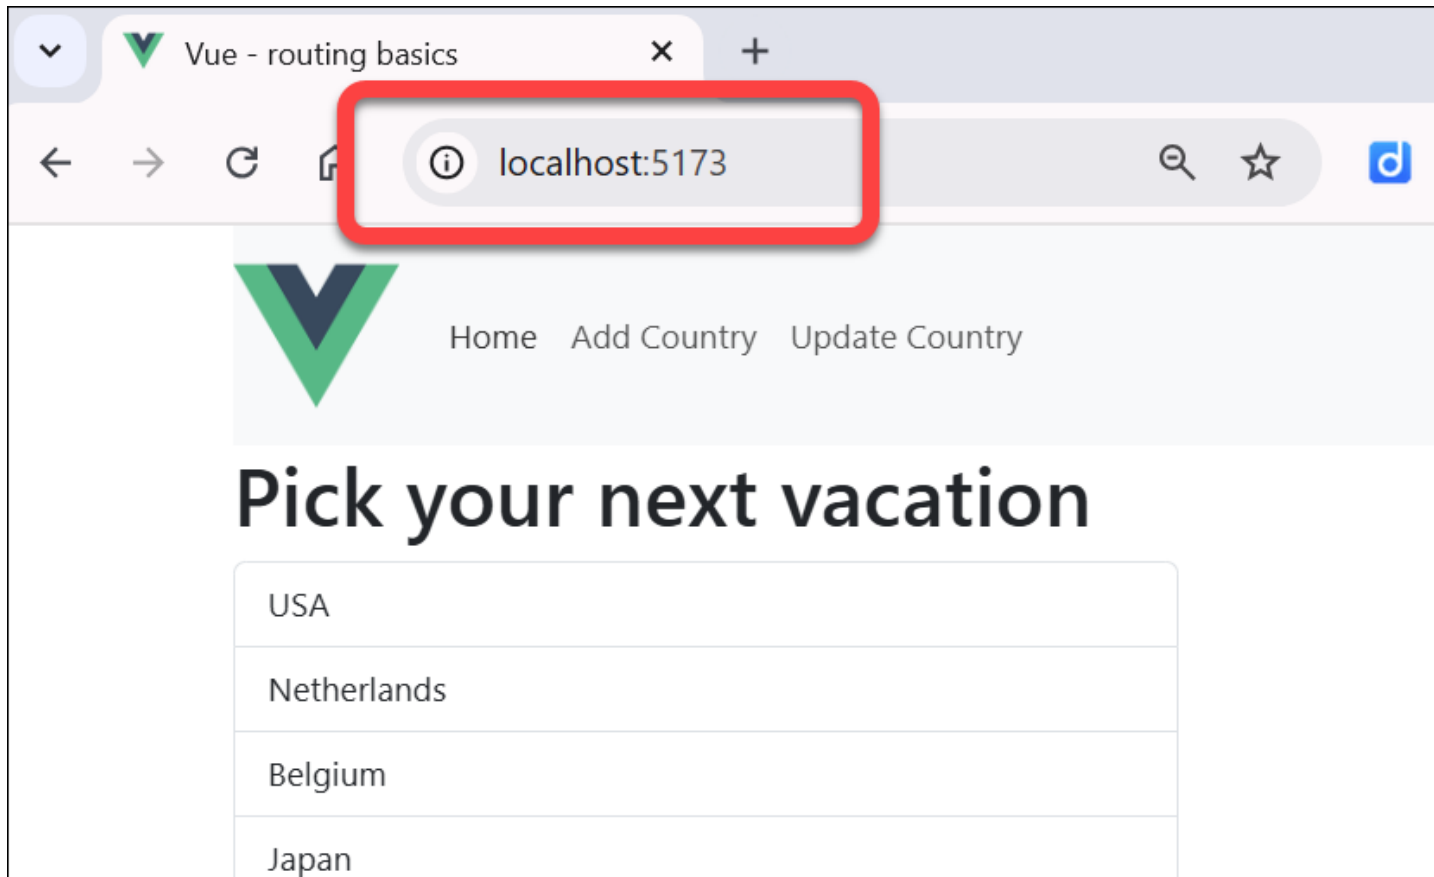 Vue - routing basics
localhost:5173
Home Add Country Update Country
Pick your next vacation
USA
Netherlands
Belgium
Japan